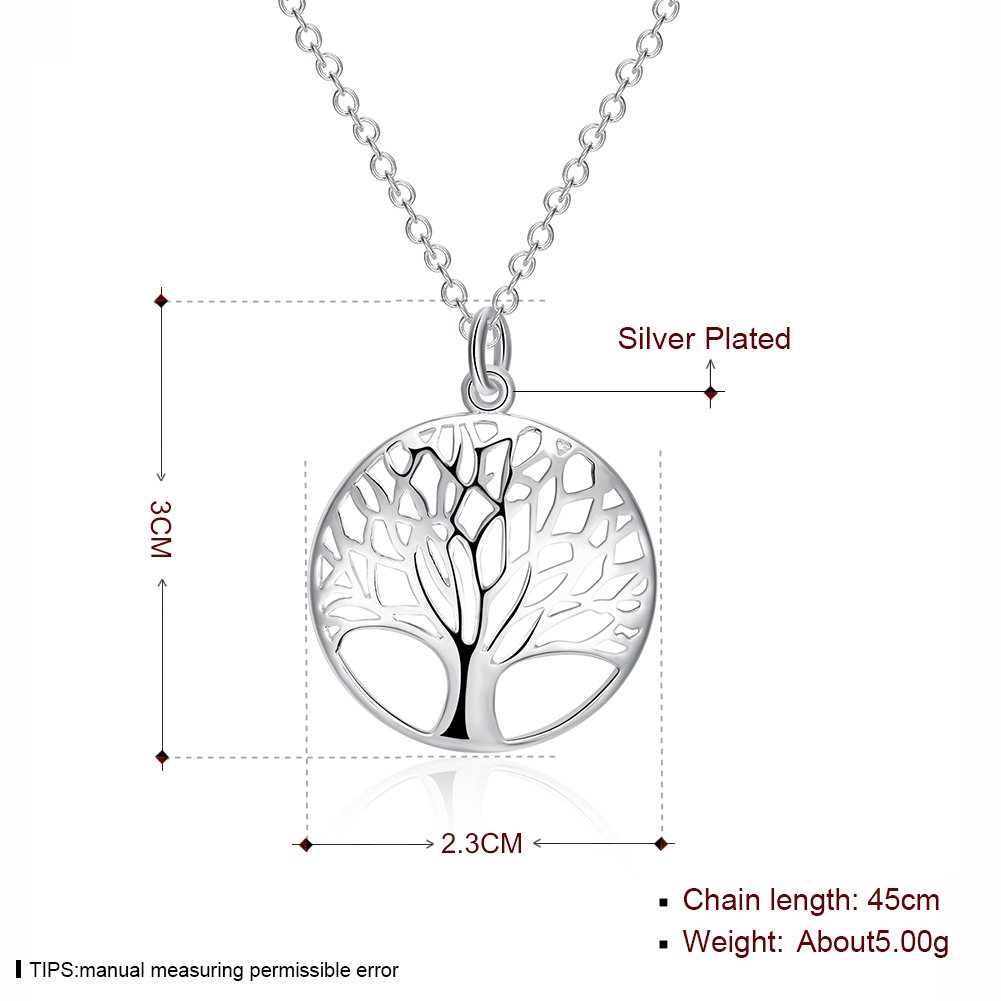 Silver Plated
3CM
2.3CM
Chain length: 45cm
Weight: About5.00g
TIPS:manual measuring permissible error